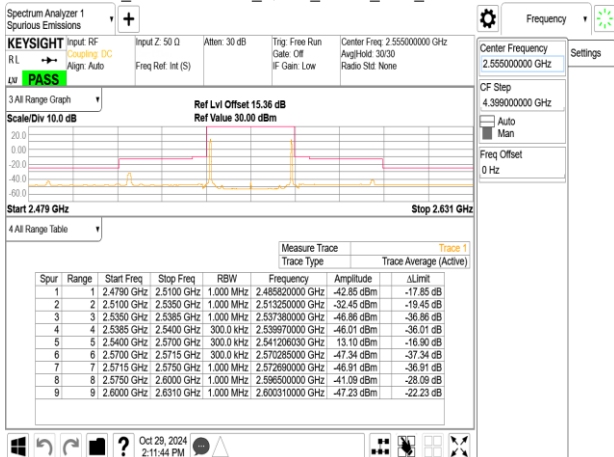 Spectrum Analyzer 1
Spurious Emissions
Frequency
KEYSIGHT Input: RF Input Z: 50 Ω Atten: 30 dB Trig: Free Run Center Freq: 2.555000000 GHz
RL Coupling: DC Gate: Off Avg|Hold: 30/30
Align: Auto Freq Ref: Int (S) IF Gain: Low Radio Std: None
PASS
Center Frequency
2.555000000 GHz
Settings
CF Step
4.399000000 GHz
Auto
Man
Freq Offset
0 Hz
3 All Range Graph
Ref Lvl Offset 15.36 dB
Scale/Div 10.0 dB Ref Value 30.00 dBm
20.0
0.00
-20.0
-40.0
-60.0
Start 2.479 GHz Stop 2.631 GHz
4 All Range Table
Measure Trace Trace 1
Trace Type Trace Average (Active)
Spur Range Start Freq Stop Freq RBW Frequency Amplitude ΔLimit
1 1 2.4790 GHz 2.5100 GHz 1.000 MHz 2.485820000 GHz -42.85 dBm -17.85 dB
2 2 2.5100 GHz 2.5350 GHz 1.000 MHz 2.513250000 GHz -32.45 dBm -19.45 dB
3 3 2.5350 GHz 2.5385 GHz 1.000 MHz 2.537380000 GHz -46.86 dBm -36.86 dB
4 4 2.5385 GHz 2.5400 GHz 300.0 kHz 2.539970000 GHz -46.01 dBm -36.01 dB
5 5 2.5400 GHz 2.5700 GHz 300.0 kHz 2.541206030 GHz 13.10 dBm -16.90 dB
6 6 2.5700 GHz 2.5715 GHz 300.0 kHz 2.570285000 GHz -47.34 dBm -37.34 dB
7 7 2.5715 GHz 2.5750 GHz 1.000 MHz 2.572690000 GHz -46.91 dBm -36.91 dB
8 8 2.5750 GHz 2.6000 GHz 1.000 MHz 2.596500000 GHz -41.09 dBm -28.09 dB
9 9 2.6000 GHz 2.6310 GHz 1.000 MHz 2.600310000 GHz -47.23 dBm -22.23 dB
Oct 29, 2024
2:11:44 PM